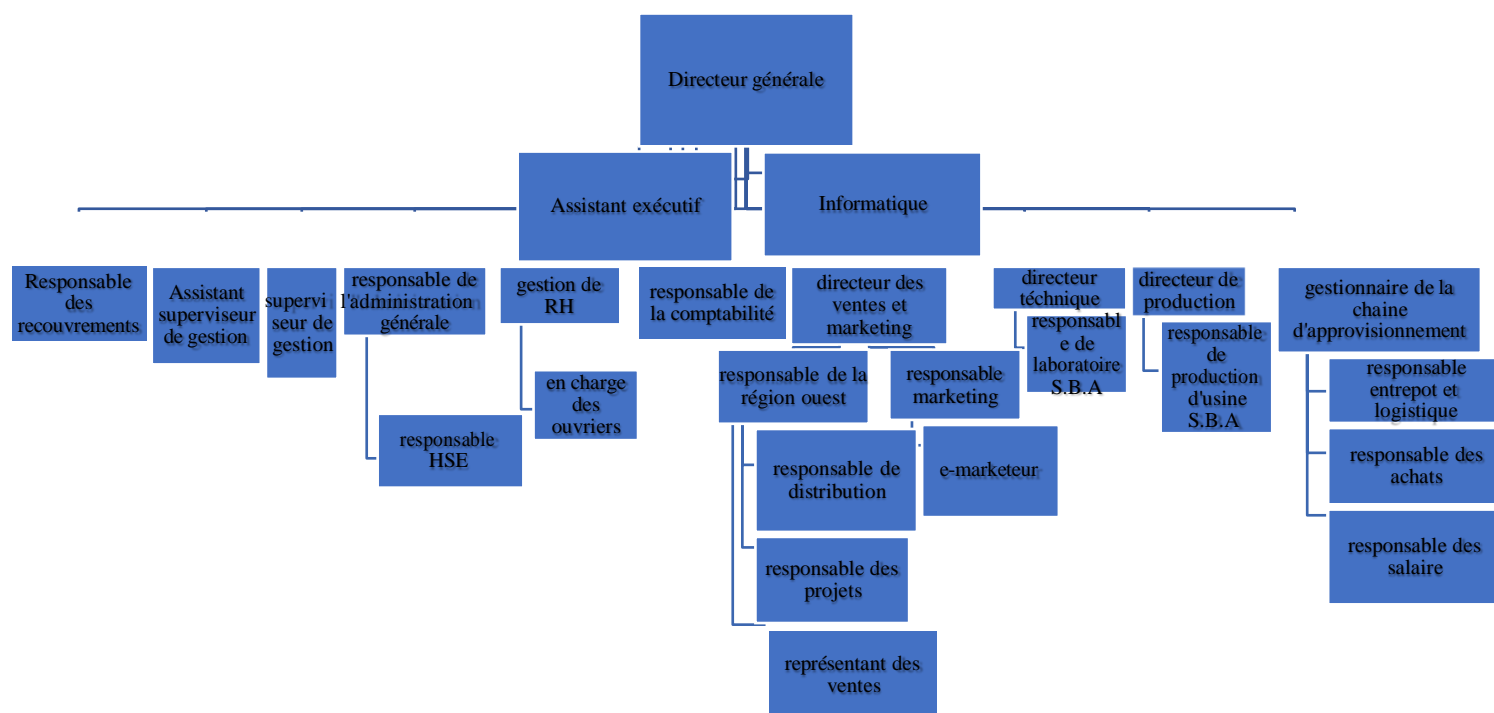 Directeur générale
Assistant exécutif
Informatique
Responsable
des
recouvrements
Assistant
superviseur
de gestion
supervi
seur de
gestion
responsable de
l'administration
générale
responsable
HSE
gestion de
RH
en charge
des
ouvriers
responsable de
la comptabilité
directeur des
ventes et
marketing
responsable de la
région ouest
responsable de
distribution
responsable des
projets
représentant des
ventes
responsable
marketing
e-marketeur
directeur
téchnique
responsabl
e de
laboratoire
S.B.A
directeur de
production
responsable
de
production
d'usine
S.B.A
gestionnaire de la
chaine
d'approvisionnement
responsable
entrepot et
logistique
responsable des
achats
responsable des
salaire